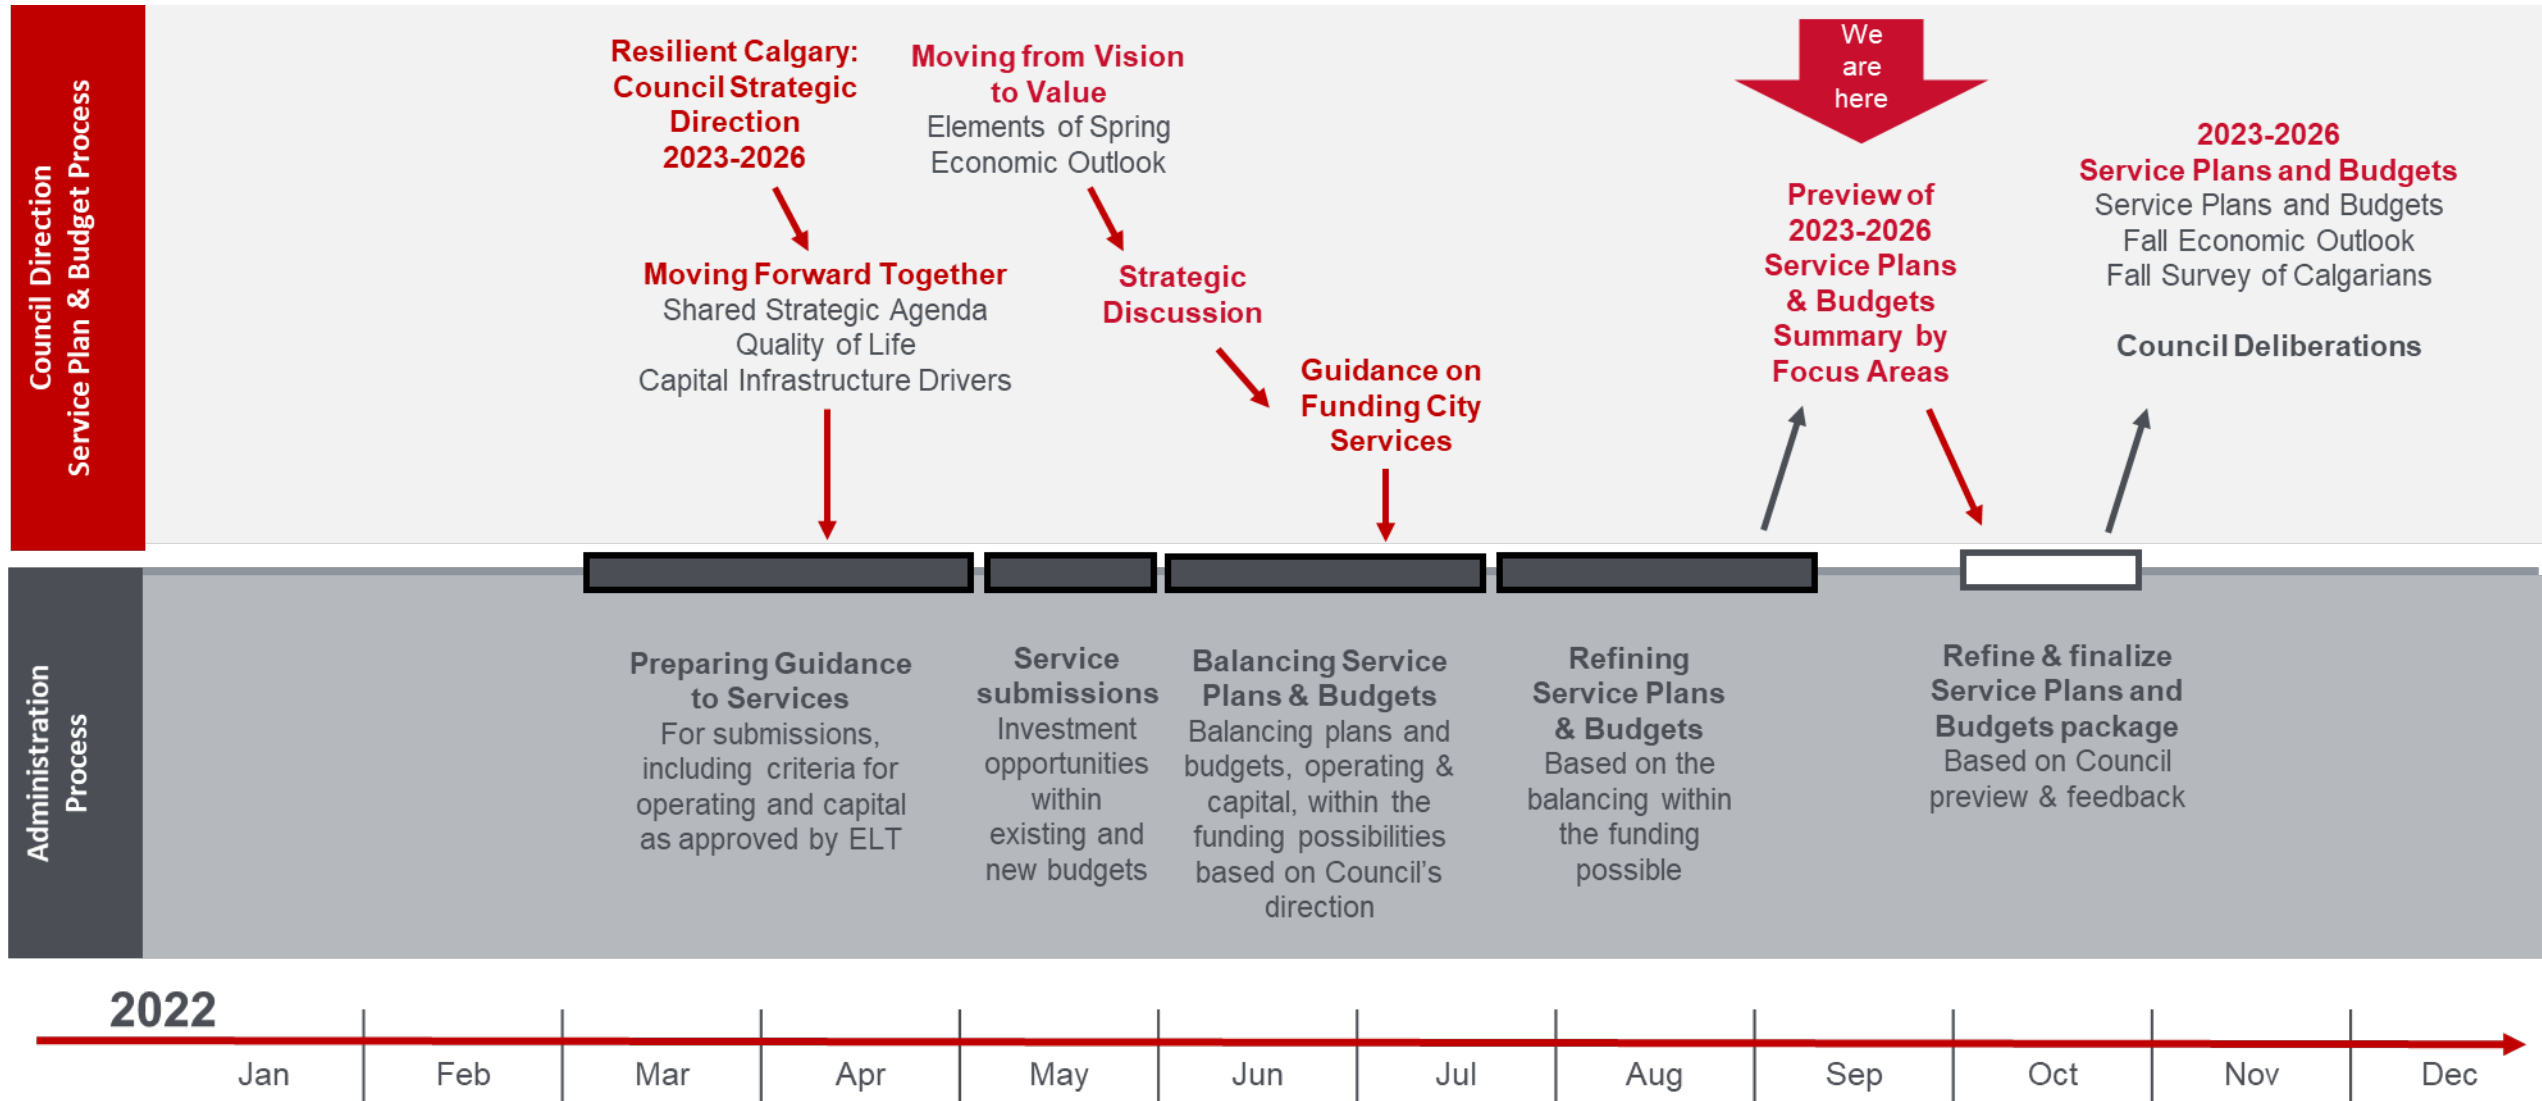 Council Direction
Service Plan & Budget Process
Resilient Calgary:
Council Strategic
Direction
2023-2026
Moving Forward Together
Shared Strategic Agenda
Quality of Life
Capital Infrastructure Drivers
Moving from Vision
to Value
Elements of Spring
Economic Outlook
Strategic
Discussion
Guidance on
Funding City
Services
We
are
here
Preview of
2023-2026
Service Plans
& Budgets
Summary by
Focus Areas
2023-2026
Service Plans and Budgets
Service Plans and Budgets
Fall Economic Outlook
Fall Survey of Calgarians
Council Deliberations
Administration
Process
Preparing Guidance
to Services
For submissions,
including criteria for
operating and capital
as approved by ELT
Service
submissions
Investment
opportunities
within
existing and
new budgets
Balancing Service
Plans & Budgets
Balancing plans and
budgets, operating &
capital, within the
funding possibilities
based on Council's
direction
Refining
Service Plans
& Budgets
Based on the
balancing within
the funding
possible
Refine & finalize
Service Plans and
Budgets package
Based on Council
preview & feedback
2022
Jan
Feb
Mar
Apr
May
Jun
Jul
Aug
Sep
Oct
Nov
Dec